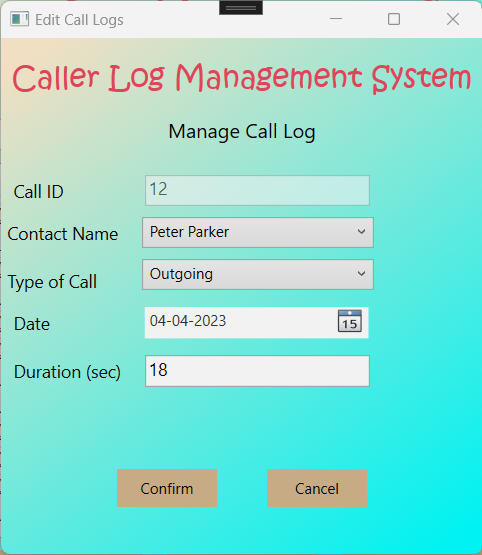 Edit Call Logs
Caller Log Management System
Manage Call Log
Call ID 12
Contact Name Peter Parker
Type of Call Outgoing
Date 04-04-2023 15
Duration (sec) 18
Confirm Cancel